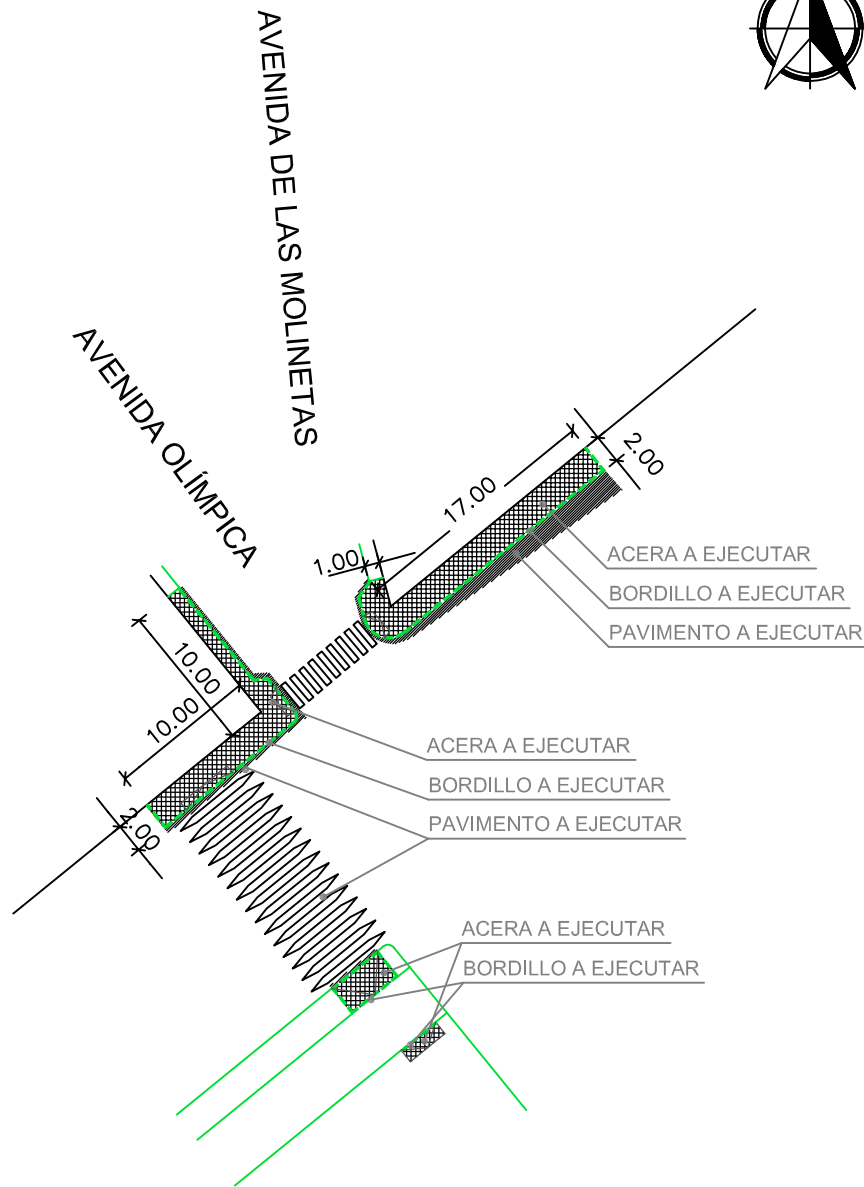 AVENIDA DE LAS MOLINETAS
AVENIDA OLÍMPICA
2.00
17.00
1.00
ACERA A EJECUTAR
BORDILLO A EJECUTAR
PAVIMENTO A EJECUTAR
10.00
10.00
2.00
ACERA A EJECUTAR
BORDILLO A EJECUTAR
PAVIMENTO A EJECUTAR
ACERA A EJECUTAR
BORDILLO A EJECUTAR